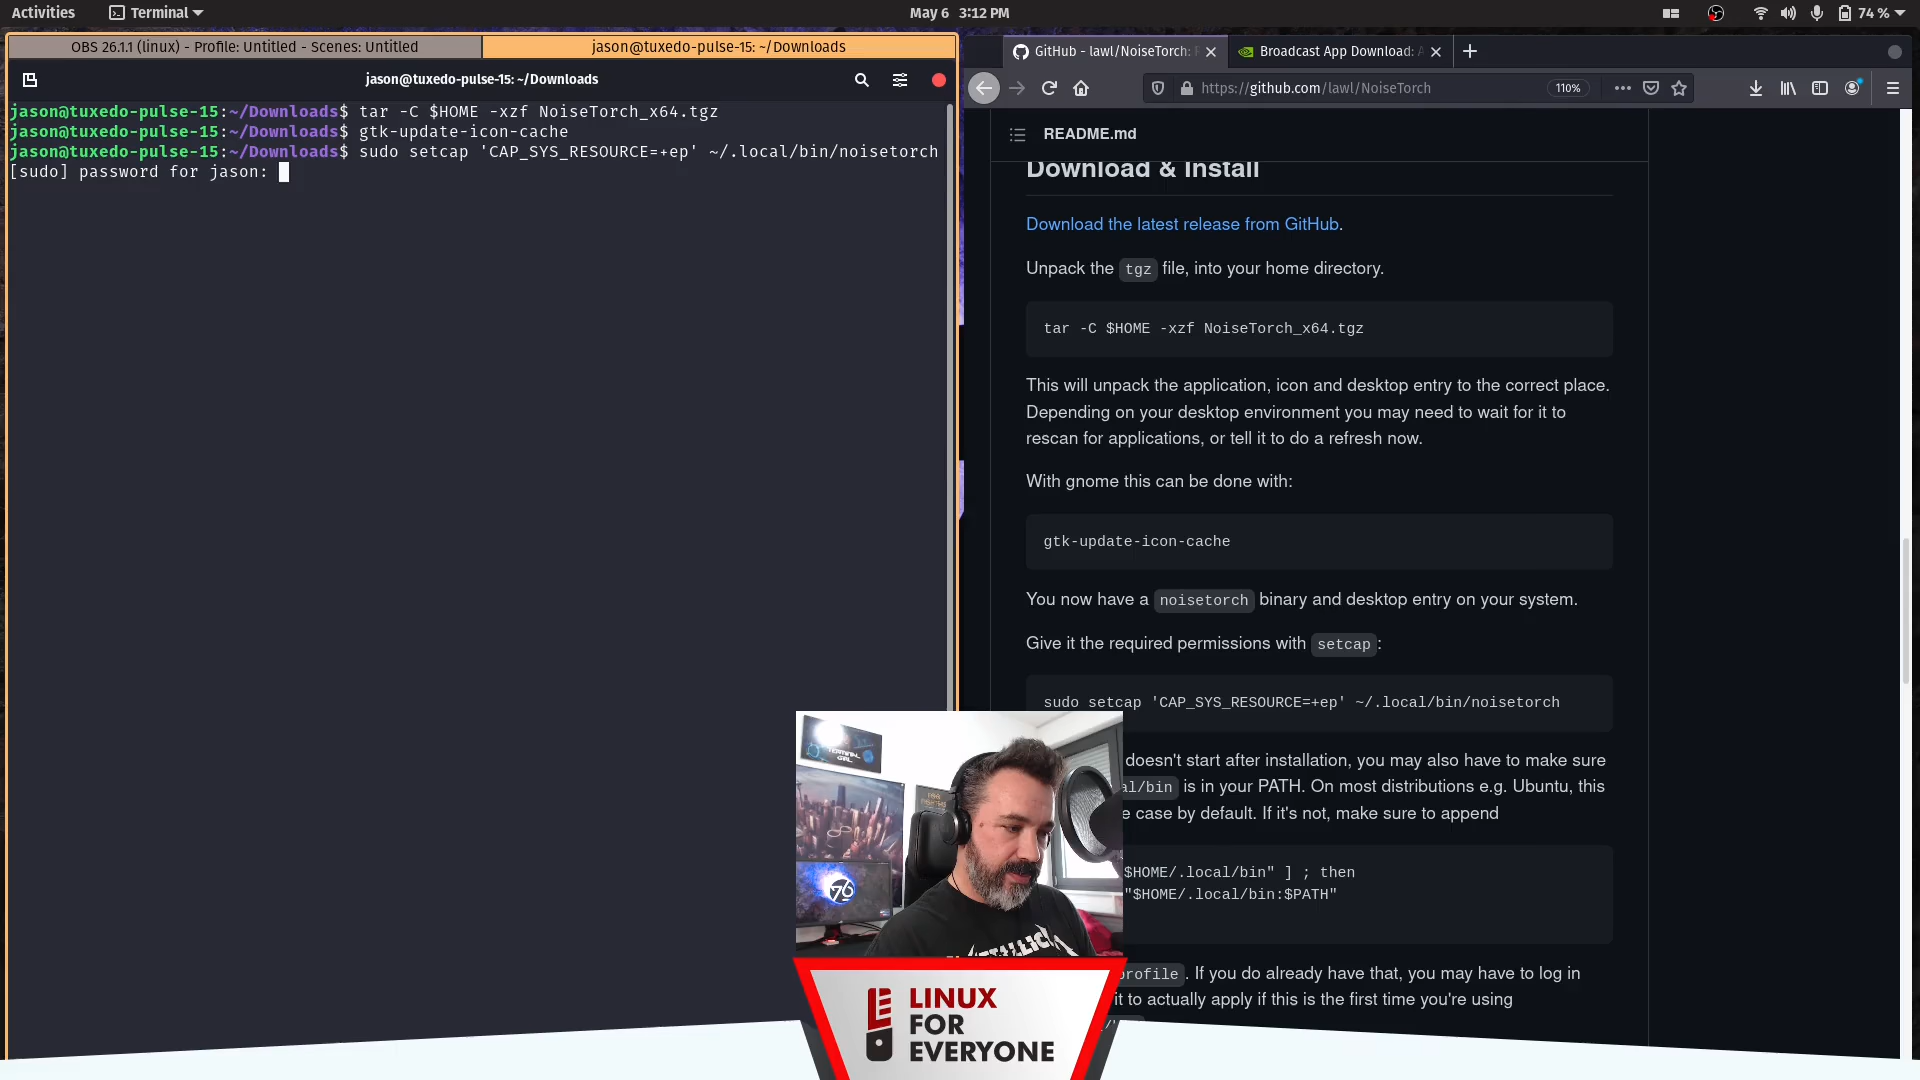 Activities
Terminal
May 6 3:12 PM
74 %
OBS 26.1.1 (linux) - Profile: Untitled - Scenes: Untitled
jason@tuxedo-pulse-15: ~/Downloads
jason@tuxedo-pulse-15: ~/Downloads
jason@tuxedo-pulse-15:~/Downloads$ tar -C $HOME -xzf NoiseTorch_x64.tgz
jason@tuxedo-pulse-15:~/Downloads$ gtk-update-icon-cache
jason@tuxedo-pulse-15:~/Downloads$ sudo setcap 'CAP_SYS_RESOURCE=+ep' ~/.local/bin/noisetorch
[sudo] password for jason:
GitHub - lawl/NoiseTorch:
Broadcast App Download:
https://github.com/lawl/NoiseTorch
110%
README.md
Download & Install
Download the latest release from GitHub.
Unpack the tgz file, into your home directory.
tar -C $HOME -xzf NoiseTorch_x64.tgz
This will unpack the application, icon and desktop entry to the correct place.
Depending on your desktop environment you may need to wait for it to
rescan for applications, or tell it to do a refresh now.
With gnome this can be done with:
gtk-update-icon-cache
You now have a noisetorch binary and desktop entry on your system.
Give it the required permissions with setcap:
sudo setcap 'CAP_SYS_RESOURCE=+ep' ~/.local/bin/noisetorch
doesn't start after installation, you may also have to make sure
al/bin is in your PATH. On most distributions e.g. Ubuntu, this
e case by default. If it's not, make sure to append
$HOME/.local/bin" ] ; then
"$HOME/.local/bin:$PATH"
profile. If you do already have that, you may have to log in
it to actually apply if this is the first time you're using
TERMINAL
GIRL
76
METALLICA
LINUX
FOR
EVERYONE